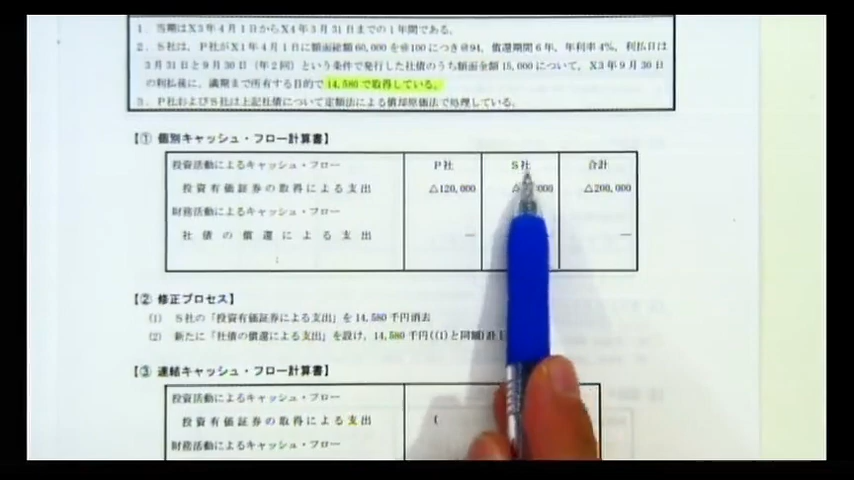 1．当期はX3年4月1日からX4年3月31日までの1年間である。
2．S社は、P社がX1年4月1日に額面総額60,000を@100につき@94、償還期間6年、年利率4%、利払日は
3月31日と9月30日（年2回）という条件で発行した社債のうち額面金額15,000について、X3年9月30日
の利払後に、満期まで所有する目的で14,580で取得している。
3．P社およびS社は上記社債について定額法による償却原価法で処理している。
【① 個別キャッシュ・フロー計算書】
投資活動によるキャッシュ・フロー P社 S社 合計
投資有価証券の取得による支出 △120,000 △ 000 △200,000
財務活動によるキャッシュ・フロー
社債の償還による支出 ― ―
【② 修正プロセス】
(1) S社の「投資有価証券による支出」を14,580千円消去
(2) 新たに「社債の償還による支出」を設け、14,580千円((1)と同額)計上
【③ 連結キャッシュ・フロー計算書】
投資活動によるキャッシュ・フロー
投資有価証券の取得による支出 (
財務活動によるキャッシュ・フロー